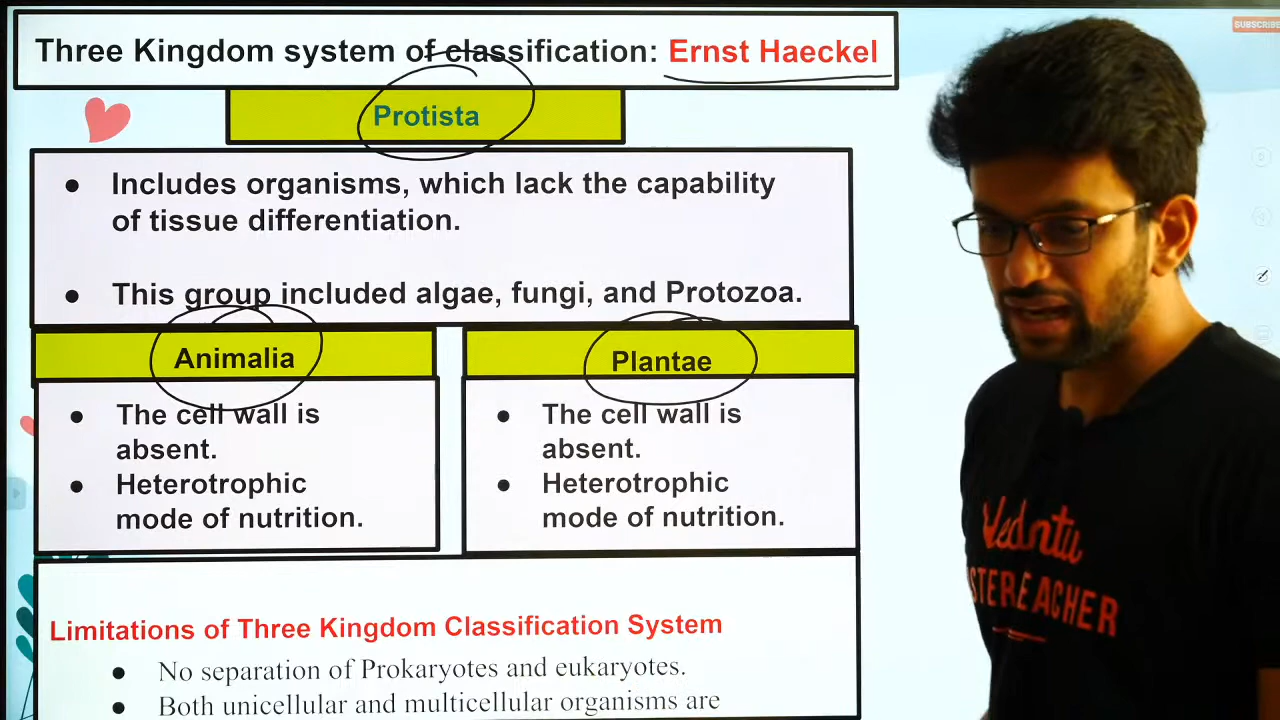 SUBSCRIBE
Three Kingdom system of classification: Ernst Haeckel
Protista
● Includes organisms, which lack the capability
of tissue differentiation.
● This group included algae, fungi, and Protozoa.
Animalia
● The cell wall is
absent.
● Heterotrophic
mode of nutrition.
Plantae
● The cell wall is
absent.
● Heterotrophic
mode of nutrition.
Limitations of Three Kingdom Classification System
● No separation of Prokaryotes and eukaryotes.
● Both unicellular and multicellular organisms are
Vedantu